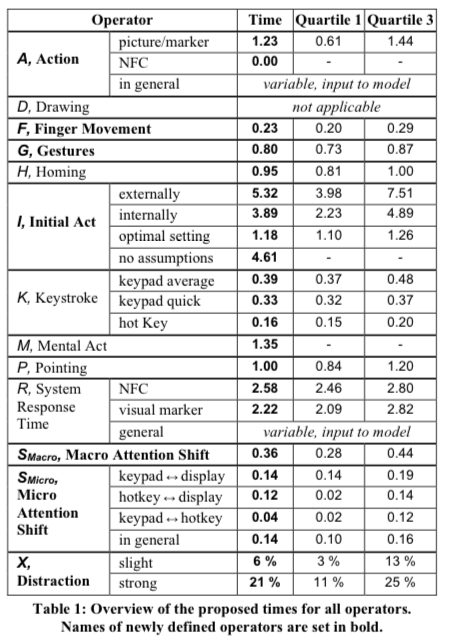 Operator Time Quartile 1 Quartile 3
A, Action picture/marker 1.23 0.61 1.44
NFC 0.00 - -
in general variable, input to model
D, Drawing not applicable
F, Finger Movement 0.23 0.20 0.29
G, Gestures 0.80 0.73 0.87
H, Homing 0.95 0.81 1.00
I, Initial Act externally 5.32 3.98 7.51
internally 3.89 2.23 4.89
optimal setting 1.18 1.10 1.26
no assumptions 4.61 - -
K, Keystroke keypad average 0.39 0.37 0.48
keypad quick 0.33 0.32 0.37
hot Key 0.16 0.15 0.20
M, Mental Act 1.35 - -
P, Pointing 1.00 0.84 1.20
R, System Response Time NFC 2.58 2.46 2.80
visual marker 2.22 2.09 2.82
general variable, input to model
SMacro, Macro Attention Shift 0.36 0.28 0.44
SMicro, Micro Attention Shift keypad ↔ display 0.14 0.14 0.19
hotkey ↔ display 0.12 0.02 0.14
keypad ↔ hotkey 0.04 0.02 0.12
in general 0.14 0.10 0.16
X, Distraction slight 6 % 3 % 13 %
strong 21 % 11 % 25 %
Table 1: Overview of the proposed times for all operators.
Names of newly defined operators are set in bold.